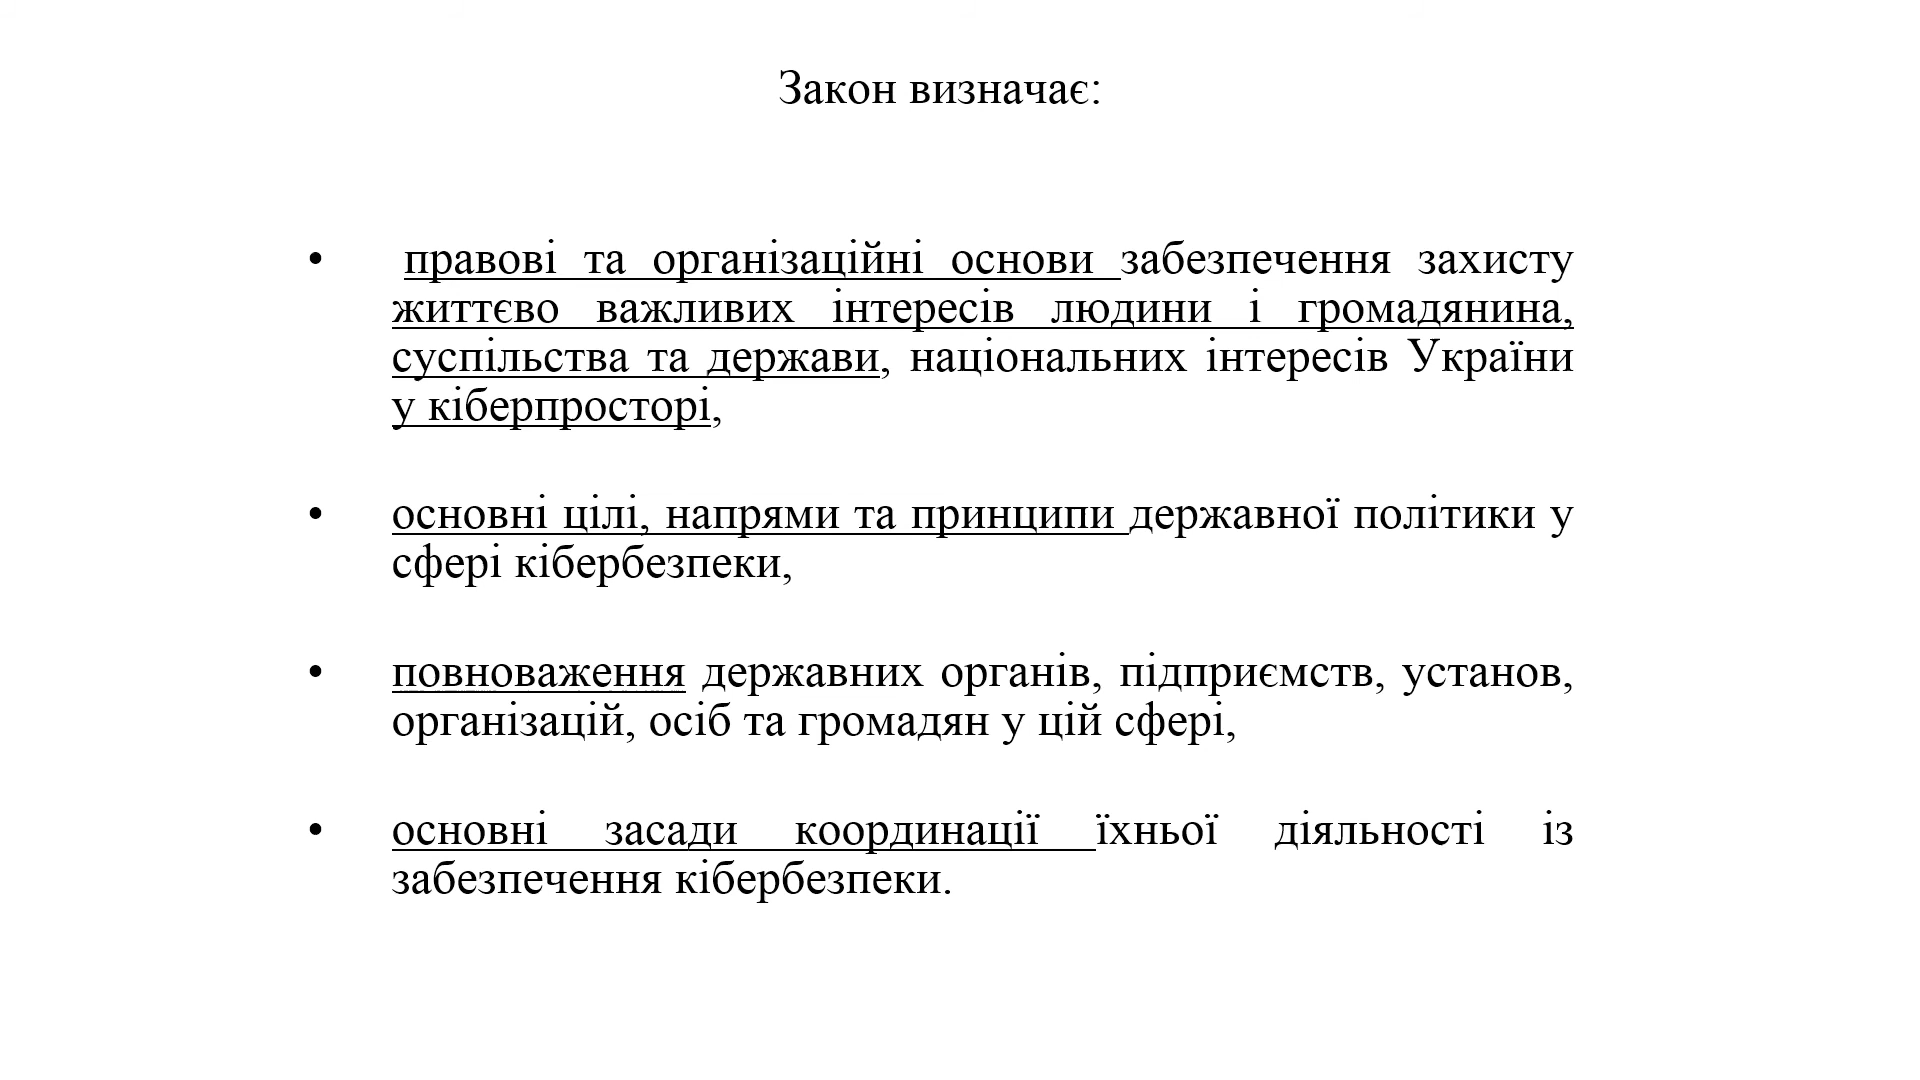 Закон визначає:
• правові та організаційні основи забезпечення захисту
життєво важливих інтересів людини і громадянина,
суспільства та держави, національних інтересів України
у кіберпросторі,
• основні цілі, напрями та принципи державної політики у
сфері кібербезпеки,
• повноваження державних органів, підприємств, установ,
організацій, осіб та громадян у цій сфері,
• основні засади координації їхньої діяльності із
забезпечення кібербезпеки.